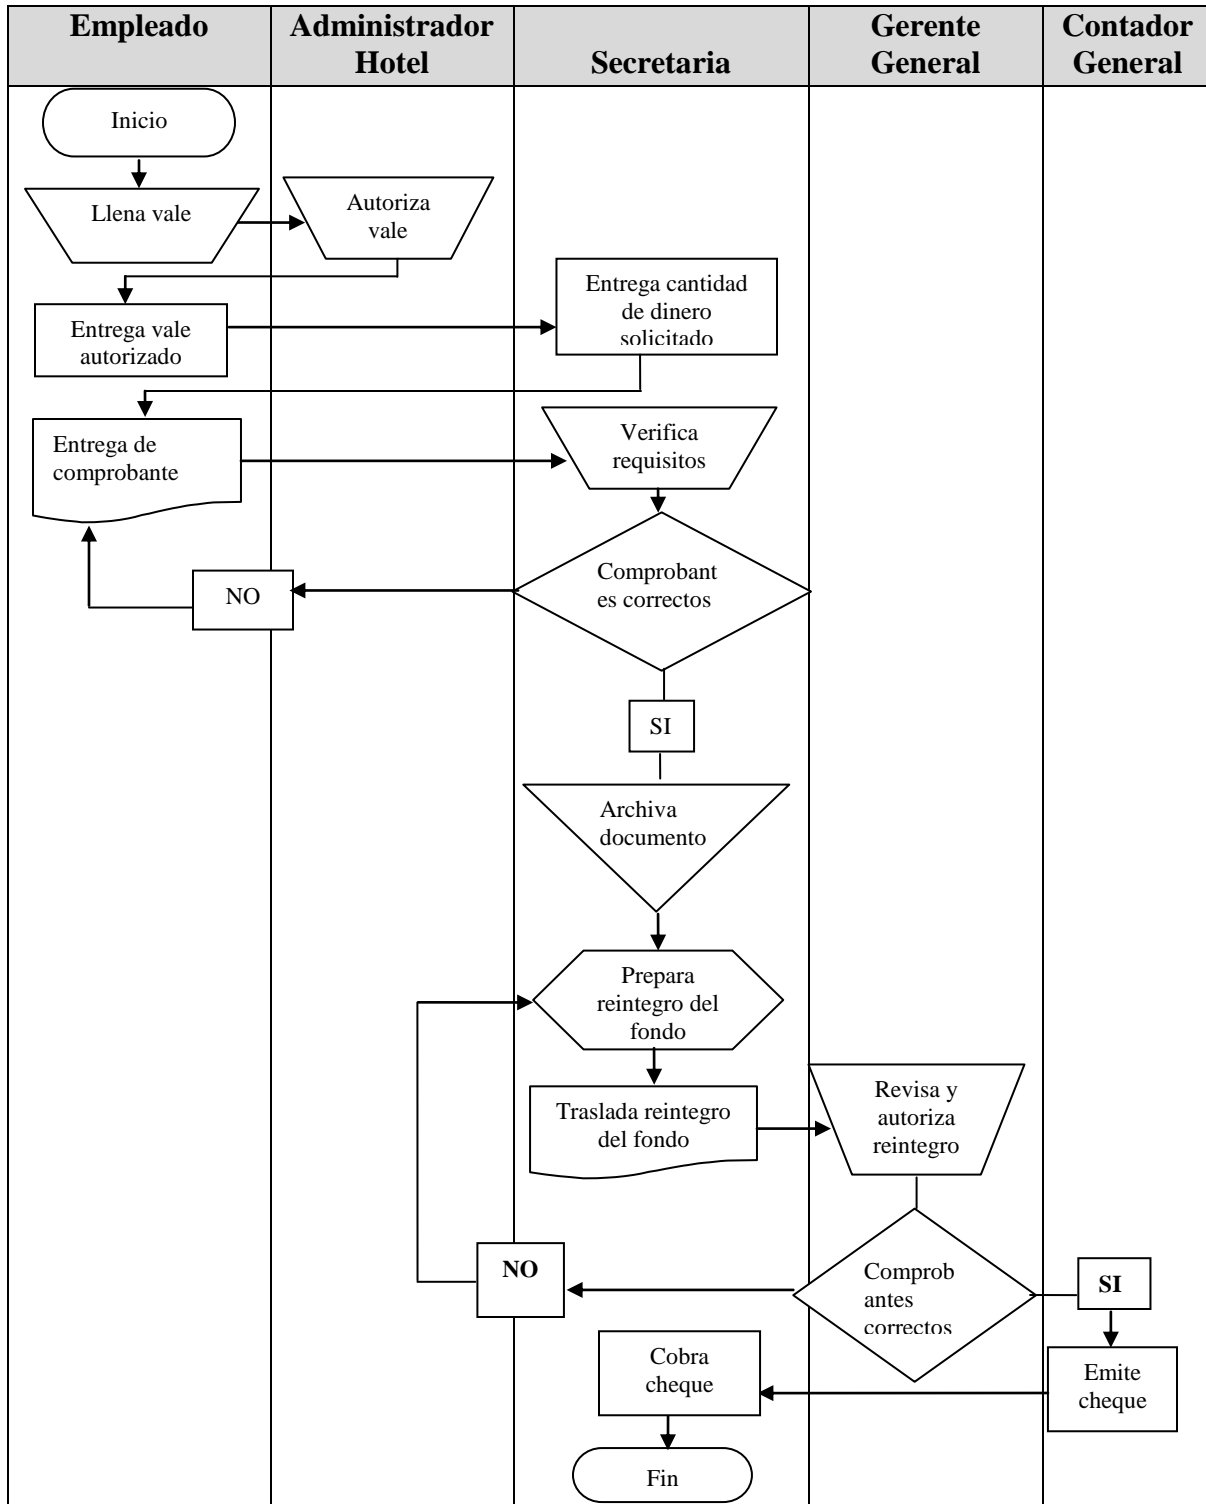 Empleado
Administrador
Hotel
Secretaria
Gerente
General
Contador
General
Inicio
Llena vale
Autoriza
vale
Entrega vale
autorizado
Entrega cantidad
de dinero
solicitado
Entrega de
comprobante
Verifica
requisitos
Comprobant
es correctos
NO
SI
Archiva
documento
Prepara
reintegro del
fondo
Traslada reintegro
del fondo
Revisa y
autoriza
reintegro
Comprob
antes
correctos
NO
SI
Emite
cheque
Cobra
cheque
Fin